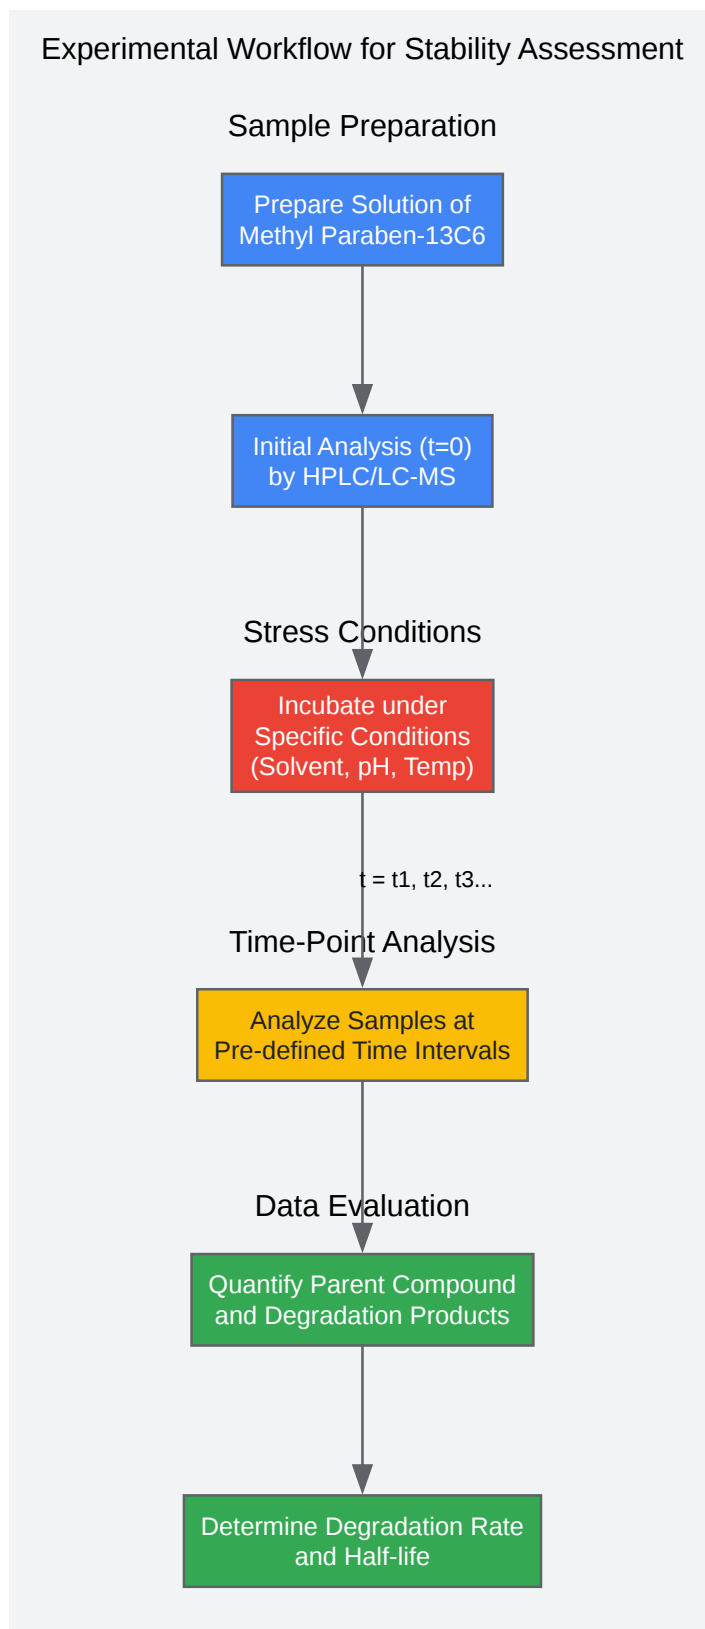 Experimental Workflow for Stability Assessment
Sample Preparation
Prepare Solution of
Methyl Paraben-13C6
Initial Analysis (t=0)
by HPLC/LC-MS
Stress Conditions
Incubate under
Specific Conditions
(Solvent, pH, Temp)
t = t1, t2, t3...
Time-Point Analysis
Analyze Samples at
Pre-defined Time Intervals
Data Evaluation
Quantify Parent Compound
and Degradation Products
Determine Degradation Rate
and Half-life